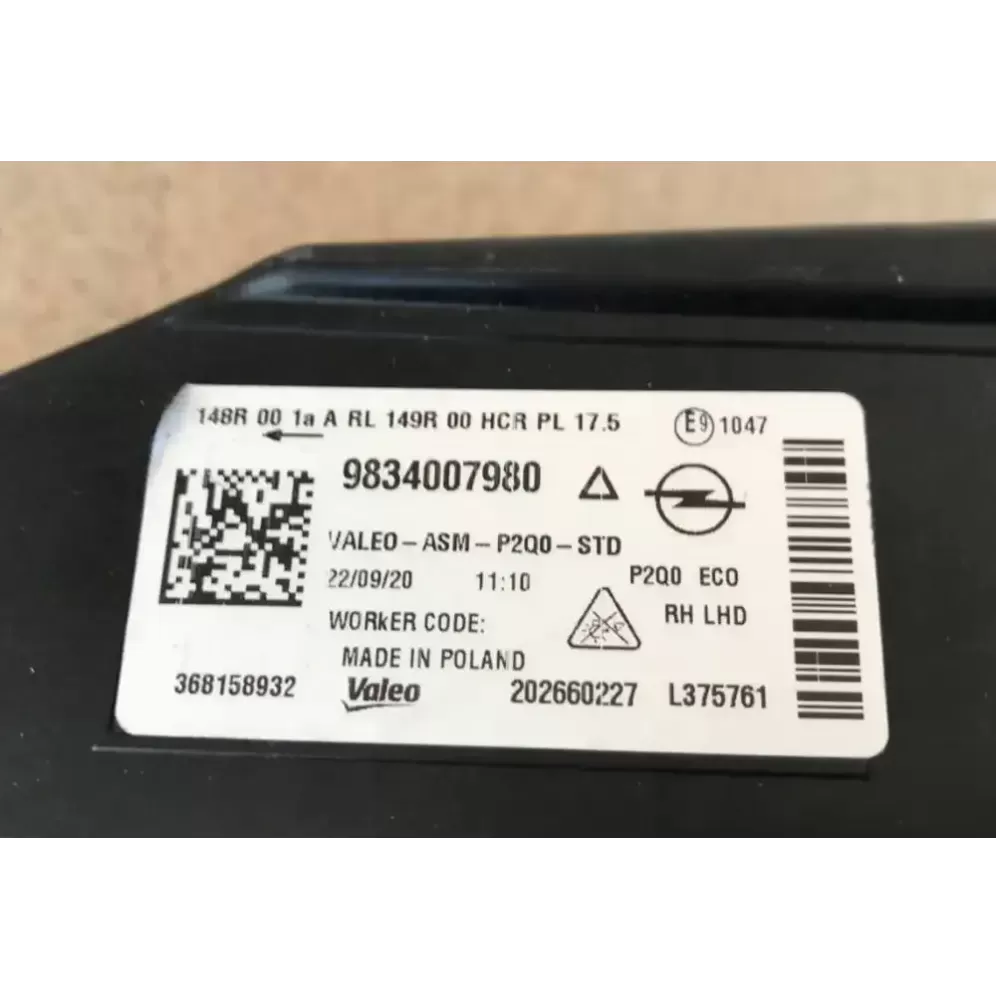 148R 00 1a A RL 149R 00 HCR PL 17.5 E9 1047
9834007980
VALEO-ASM-P2Q0-STD
22/09/20 11:10 P2Q0 ECO
WORkER CODE: RH LHD
MADE IN POLAND
368158932 Valeo 202660227 L375761